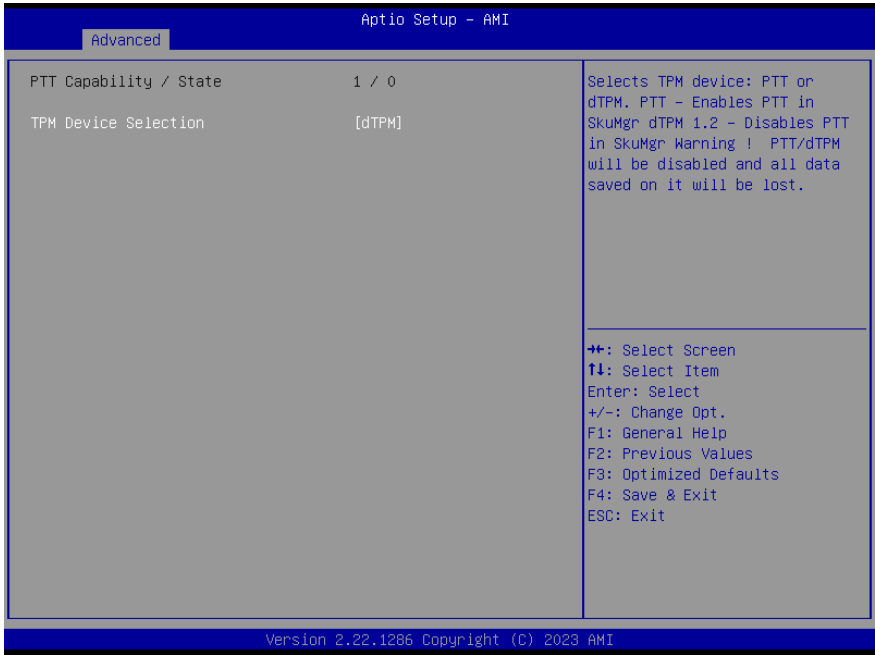 Aptio Setup - AMI
Advanced
PTT Capability / State 1 / 0
TPM Device Selection [dTPM]
Selects TPM device: PTT or
dTPM. PTT - Enables PTT in
SkuMgr dTPM 1.2 - Disables PTT
in SkuMgr Warning ! PTT/dTPM
will be disabled and all data
saved on it will be lost.
→←: Select Screen
↑↓: Select Item
Enter: Select
+/-: Change Opt.
F1: General Help
F2: Previous Values
F3: Optimized Defaults
F4: Save & Exit
ESC: Exit
Version 2.22.1286 Copyright (C) 2023 AMI